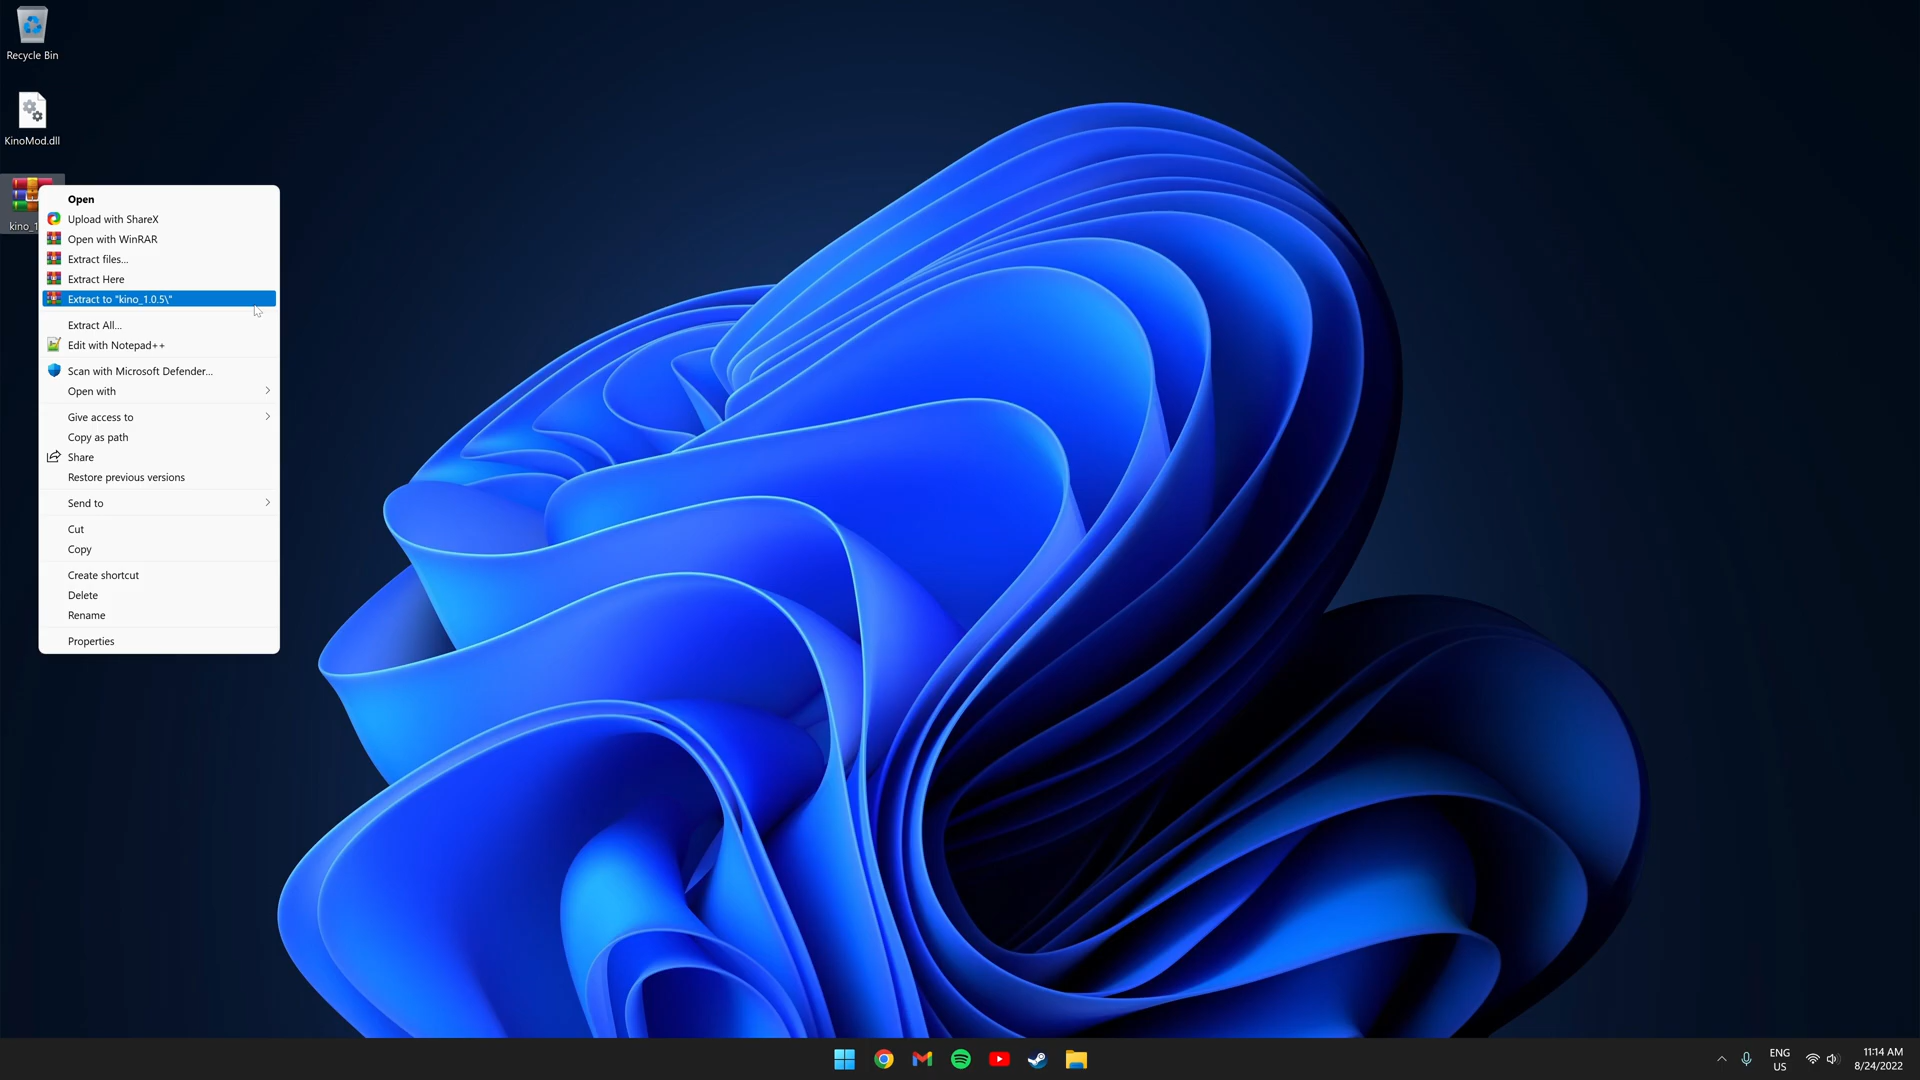 Recycle Bin
KinoMod.dll
kino_1
Open
Upload with ShareX
Open with WinRAR
Extract files...
Extract Here
Extract to "kino_1.0.5\"
Extract All...
Edit with Notepad++
Scan with Microsoft Defender...
Open with
Give access to
Copy as path
Share
Restore previous versions
Send to
Cut
Copy
Create shortcut
Delete
Rename
Properties
ENG
US
11:14 AM
8/24/2022